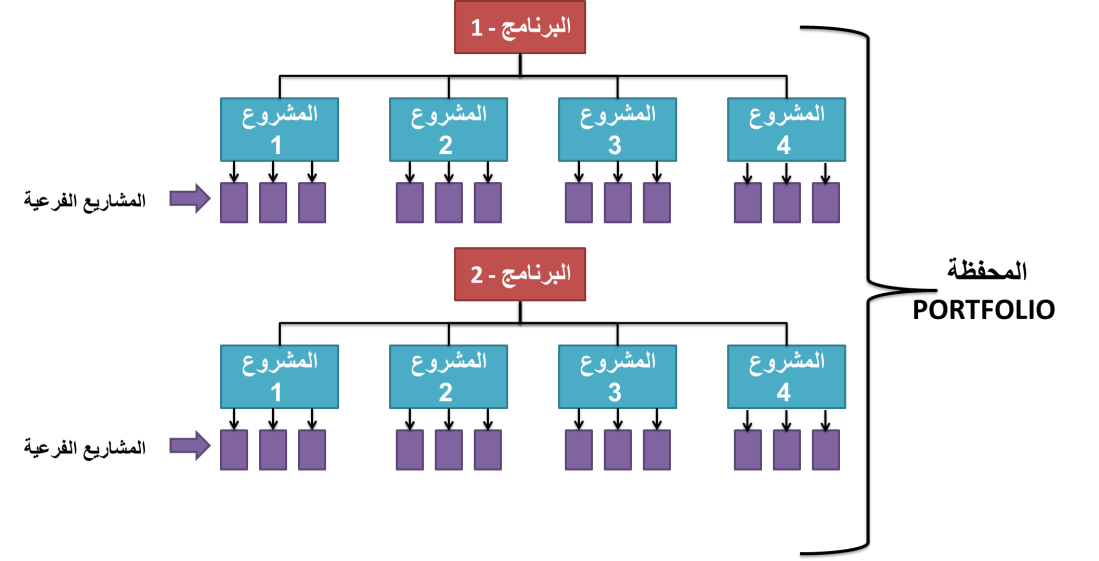 البرنامج - 1
المشروع
1
المشروع
2
المشروع
3
المشروع
4
المشاريع الفرعية
البرنامج - 2
المشروع
1
المشروع
2
المشروع
3
المشروع
4
المشاريع الفرعية
المحفظة
PORTFOLIO